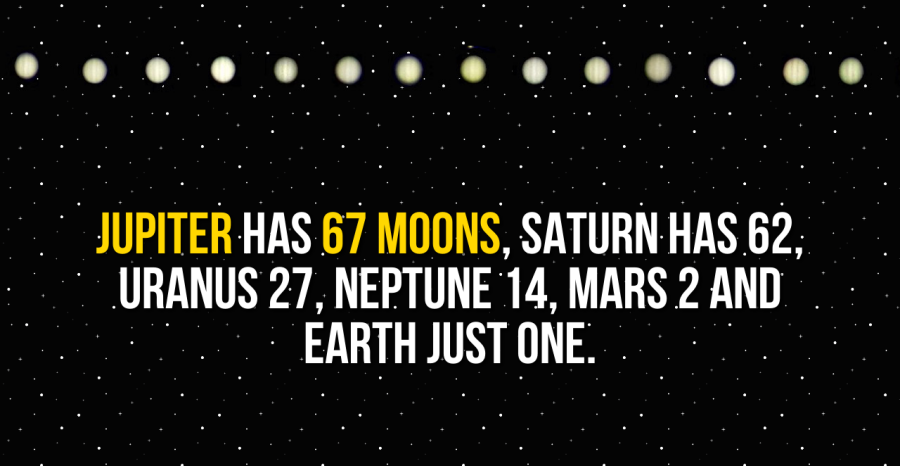 JUPITER HAS 67 MOONS, SATURN HAS 62,
URANUS 27, NEPTUNE 14, MARS 2 AND
EARTH JUST ONE.